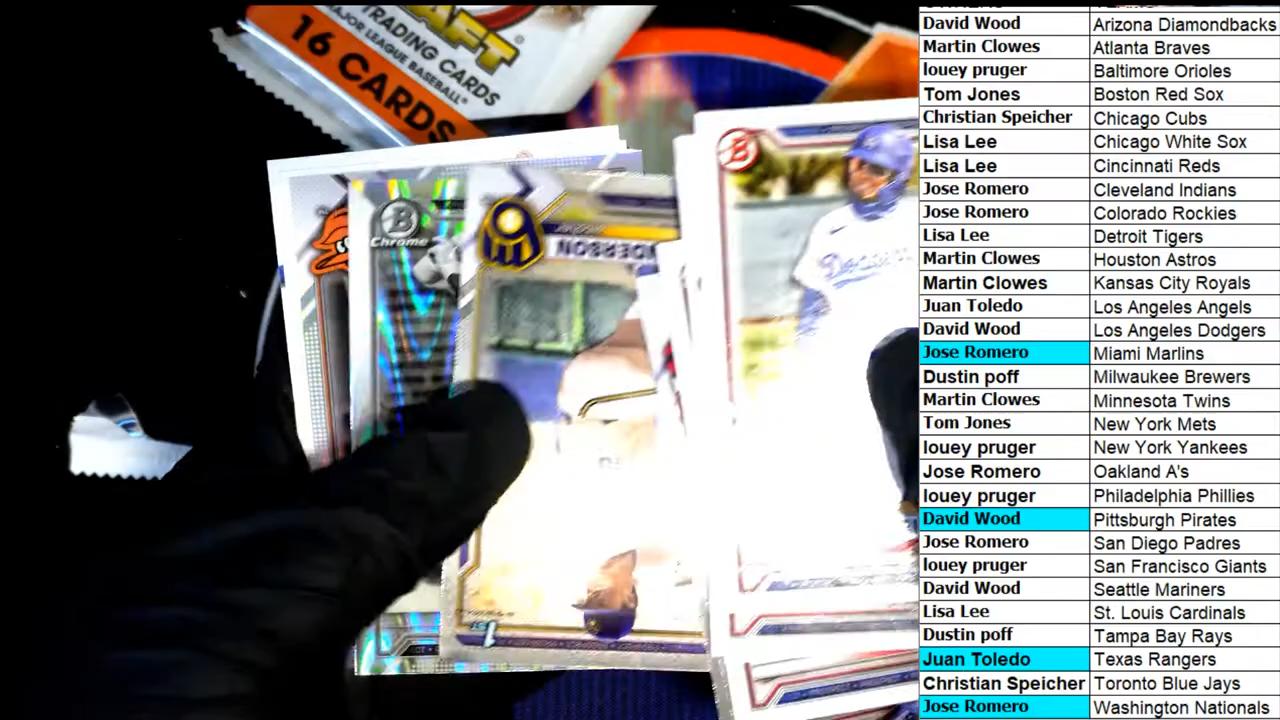 TRADING CARDS
MAJOR LEAGUE BASEBALL
16 CARDS
Chrome
B
1ST
David Wood Arizona Diamondbacks
Martin Clowes Atlanta Braves
louey pruger Baltimore Orioles
Tom Jones Boston Red Sox
Christian Speicher Chicago Cubs
Lisa Lee Chicago White Sox
Lisa Lee Cincinnati Reds
Jose Romero Cleveland Indians
Jose Romero Colorado Rockies
Lisa Lee Detroit Tigers
Martin Clowes Houston Astros
Martin Clowes Kansas City Royals
Juan Toledo Los Angeles Angels
David Wood Los Angeles Dodgers
Jose Romero Miami Marlins
Dustin poff Milwaukee Brewers
Martin Clowes Minnesota Twins
Tom Jones New York Mets
louey pruger New York Yankees
Jose Romero Oakland A's
louey pruger Philadelphia Phillies
David Wood Pittsburgh Pirates
Jose Romero San Diego Padres
louey pruger San Francisco Giants
David Wood Seattle Mariners
Lisa Lee St. Louis Cardinals
Dustin poff Tampa Bay Rays
Juan Toledo Texas Rangers
Christian Speicher Toronto Blue Jays
Jose Romero Washington Nationals